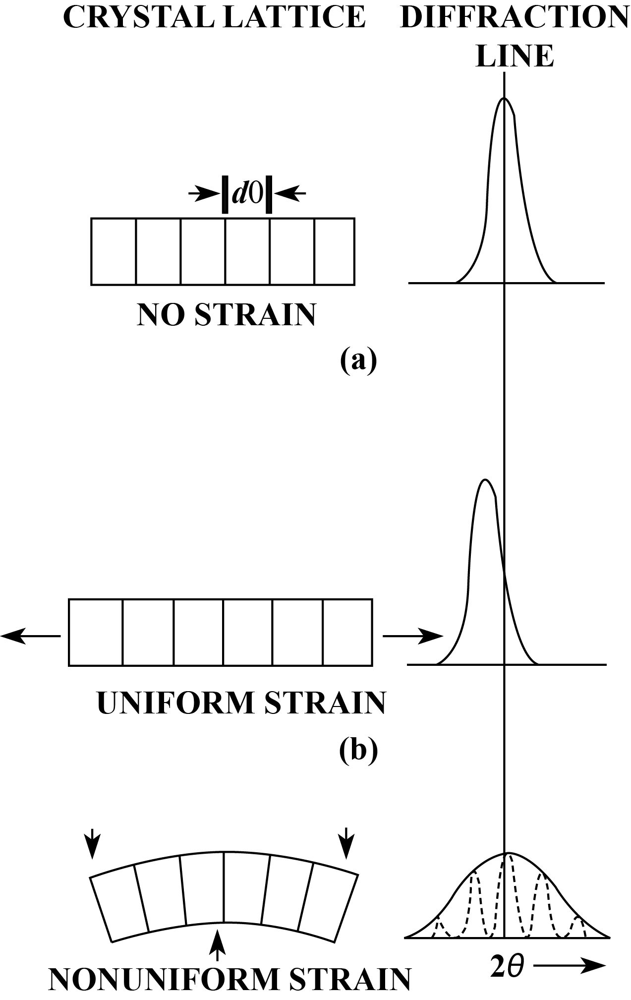 CRYSTAL LATTICE
DIFFRACTION
LINE
d0
NO STRAIN
(a)
UNIFORM STRAIN
(b)
2θ
NONUNIFORM STRAIN